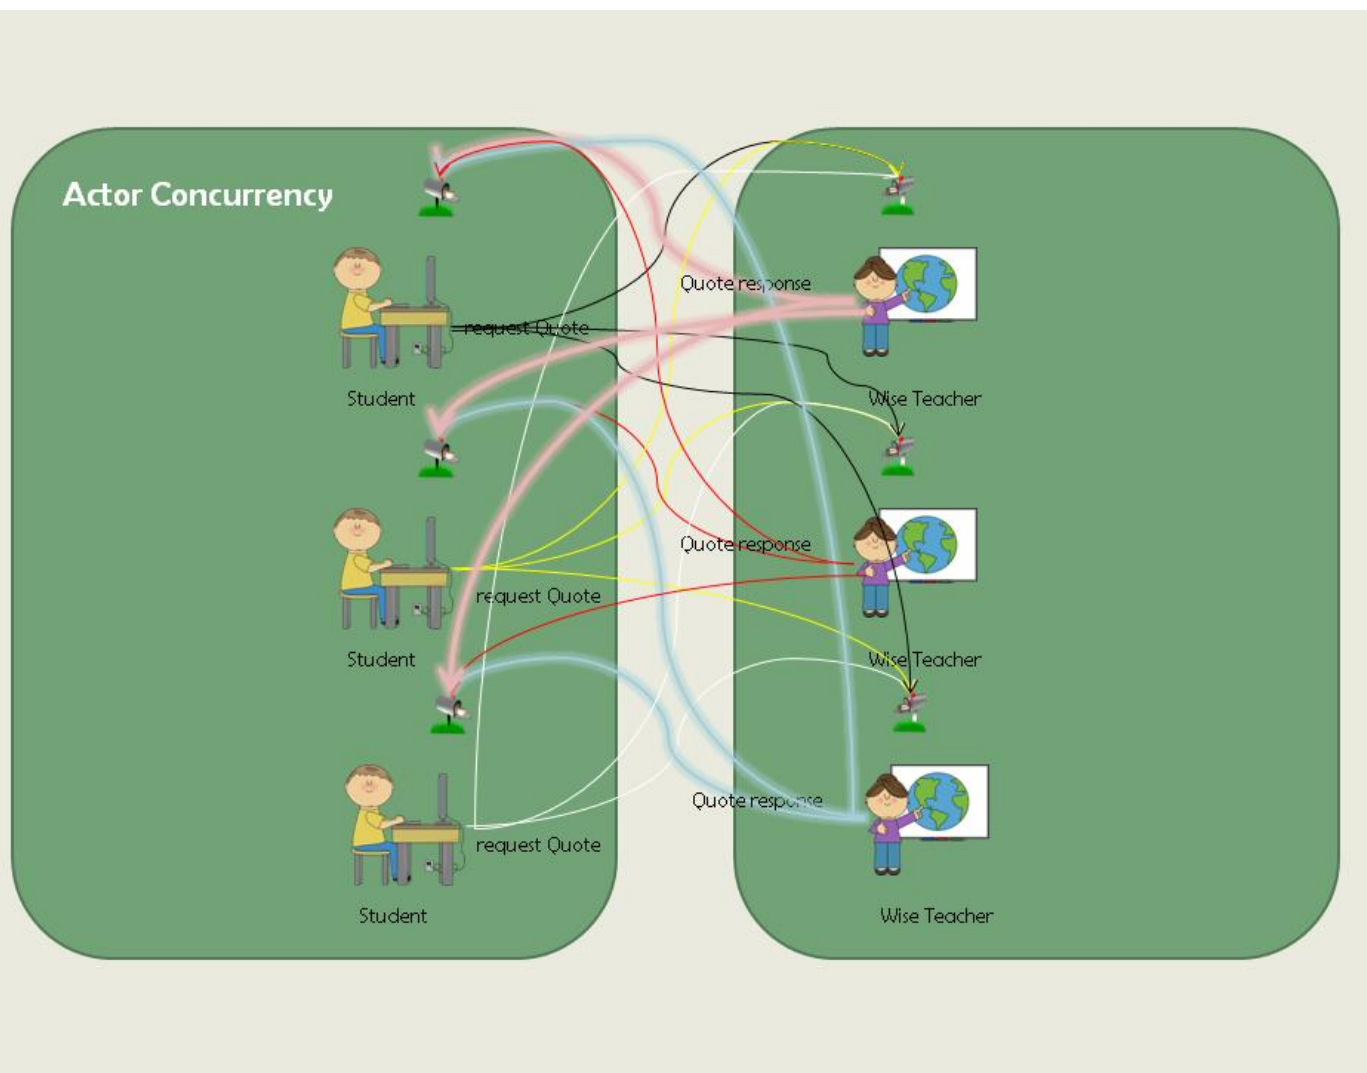 Actor Concurrency
Quote response
request Quote
Student
Wise Teacher
Quote response
request Quote
Student
Wise Teacher
Quote response
request Quote
Student
Wise Teacher